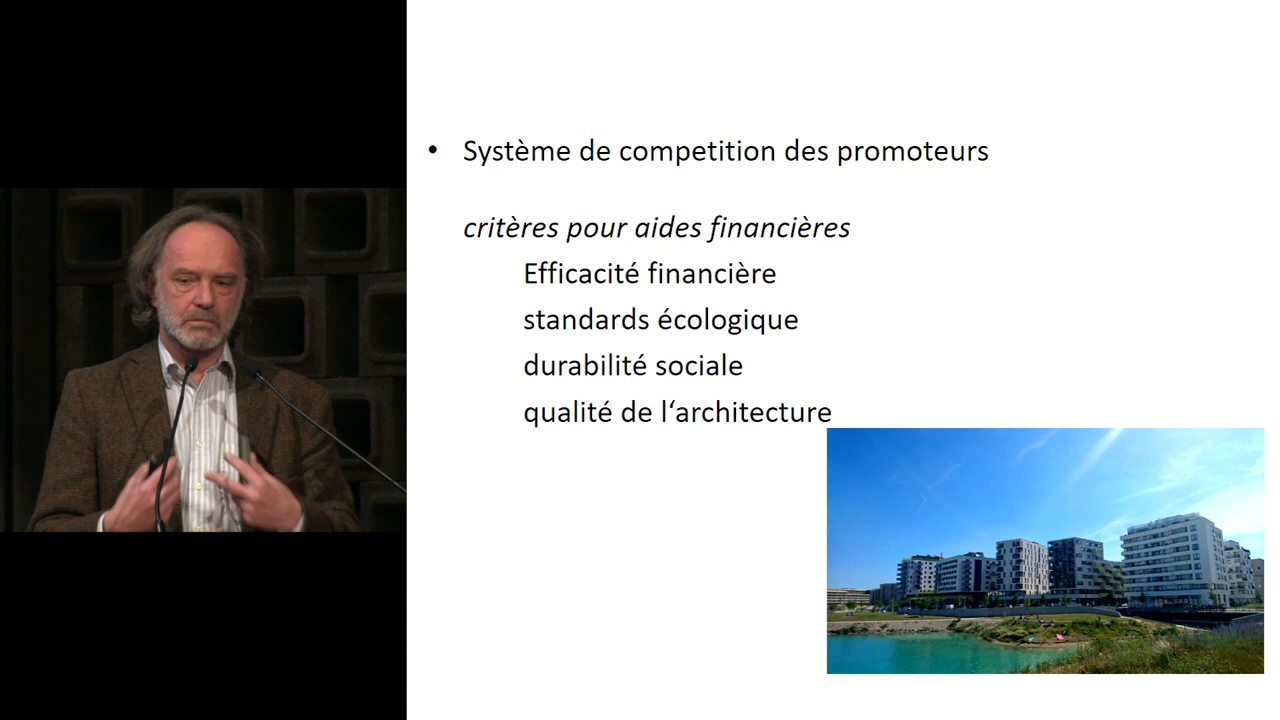 • Système de competition des promoteurs
critères pour aides financières
Efficacité financière
standards écologique
durabilité sociale
qualité de l‘architecture